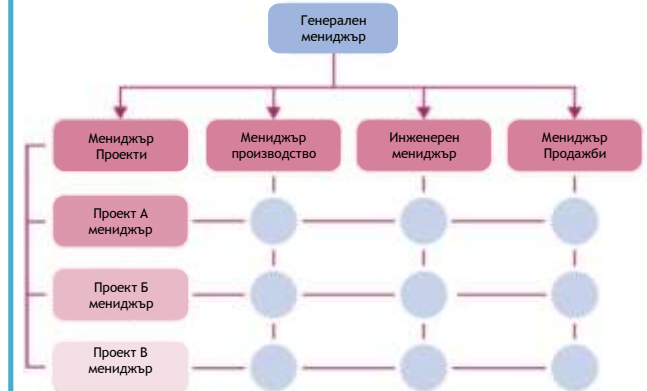 Генерален
мениджър
Мениджър
Проекти
Мениджър
производство
Инженерен
мениджър
Мениджър
Продажби
Проект А
мениджър
Проект Б
мениджър
Проект В
мениджър